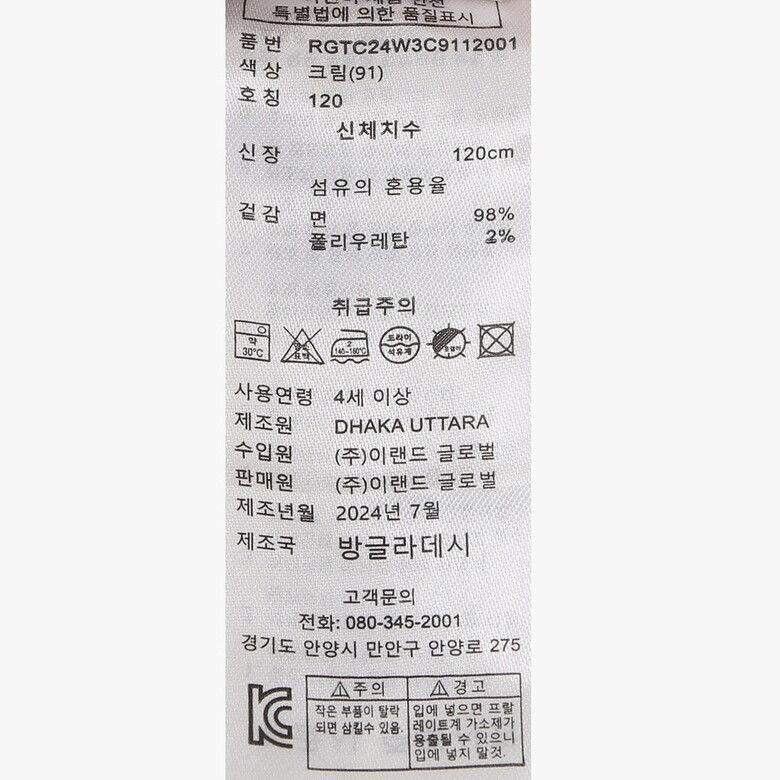 특별법에 의한 품질표시
품 번 RGTC24W3C9112001
색 상 크림(91)
호 칭 120
신체치수
신 장 120cm
섬유의 혼용율
겉 감 면 98%
폴리우레탄 2%
취급주의
약 30°C
염소 표백
2 140~160°C
드라이 석유계
사용연령 4세 이상
제조원 DHAKA UTTARA
수입원 (주)이랜드 글로벌
판매원 (주)이랜드 글로벌
제조년월 2024년 7월
제조국 방글라데시
고객문의
전화: 080-345-2001
경기도 안양시 만안구 안양로 275
⚠주의
작은 부품이 탈락
되면 삼킬수 있음.
⚠경고
입에 넣으면 프탈
레이트계 가소제가
용출될 수 있으니
입에 넣지 말것.
KC